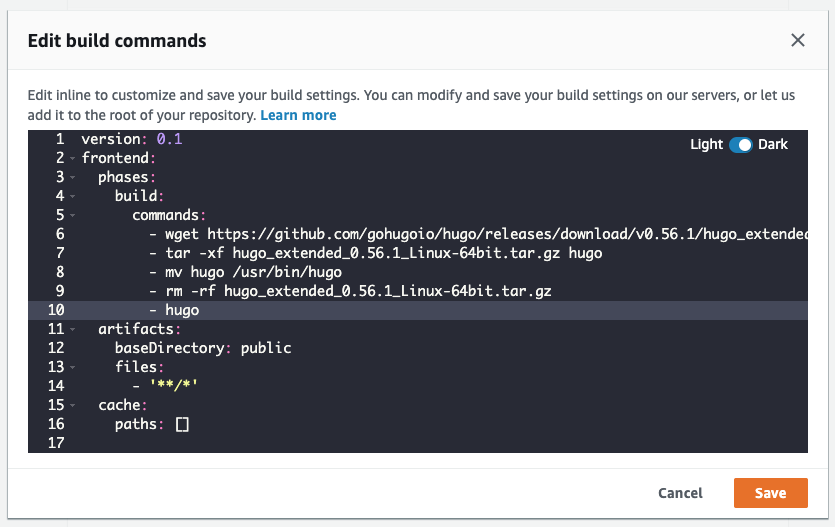 Edit build commands
Edit inline to customize and save your build settings. You can modify and save your build settings on our servers, or let us
add it to the root of your repository. Learn more
Light Dark
1 version: 0.1
2 frontend:
3 phases:
4 build:
5 commands:
6 - wget https://github.com/gohugoio/hugo/releases/download/v0.56.1/hugo_extended
7 - tar -xf hugo_extended_0.56.1_Linux-64bit.tar.gz hugo
8 - mv hugo /usr/bin/hugo
9 - rm -rf hugo_extended_0.56.1_Linux-64bit.tar.gz
10 - hugo
11 artifacts:
12 baseDirectory: public
13 files:
14 - '**/*'
15 cache:
16 paths: []
17
Cancel Save